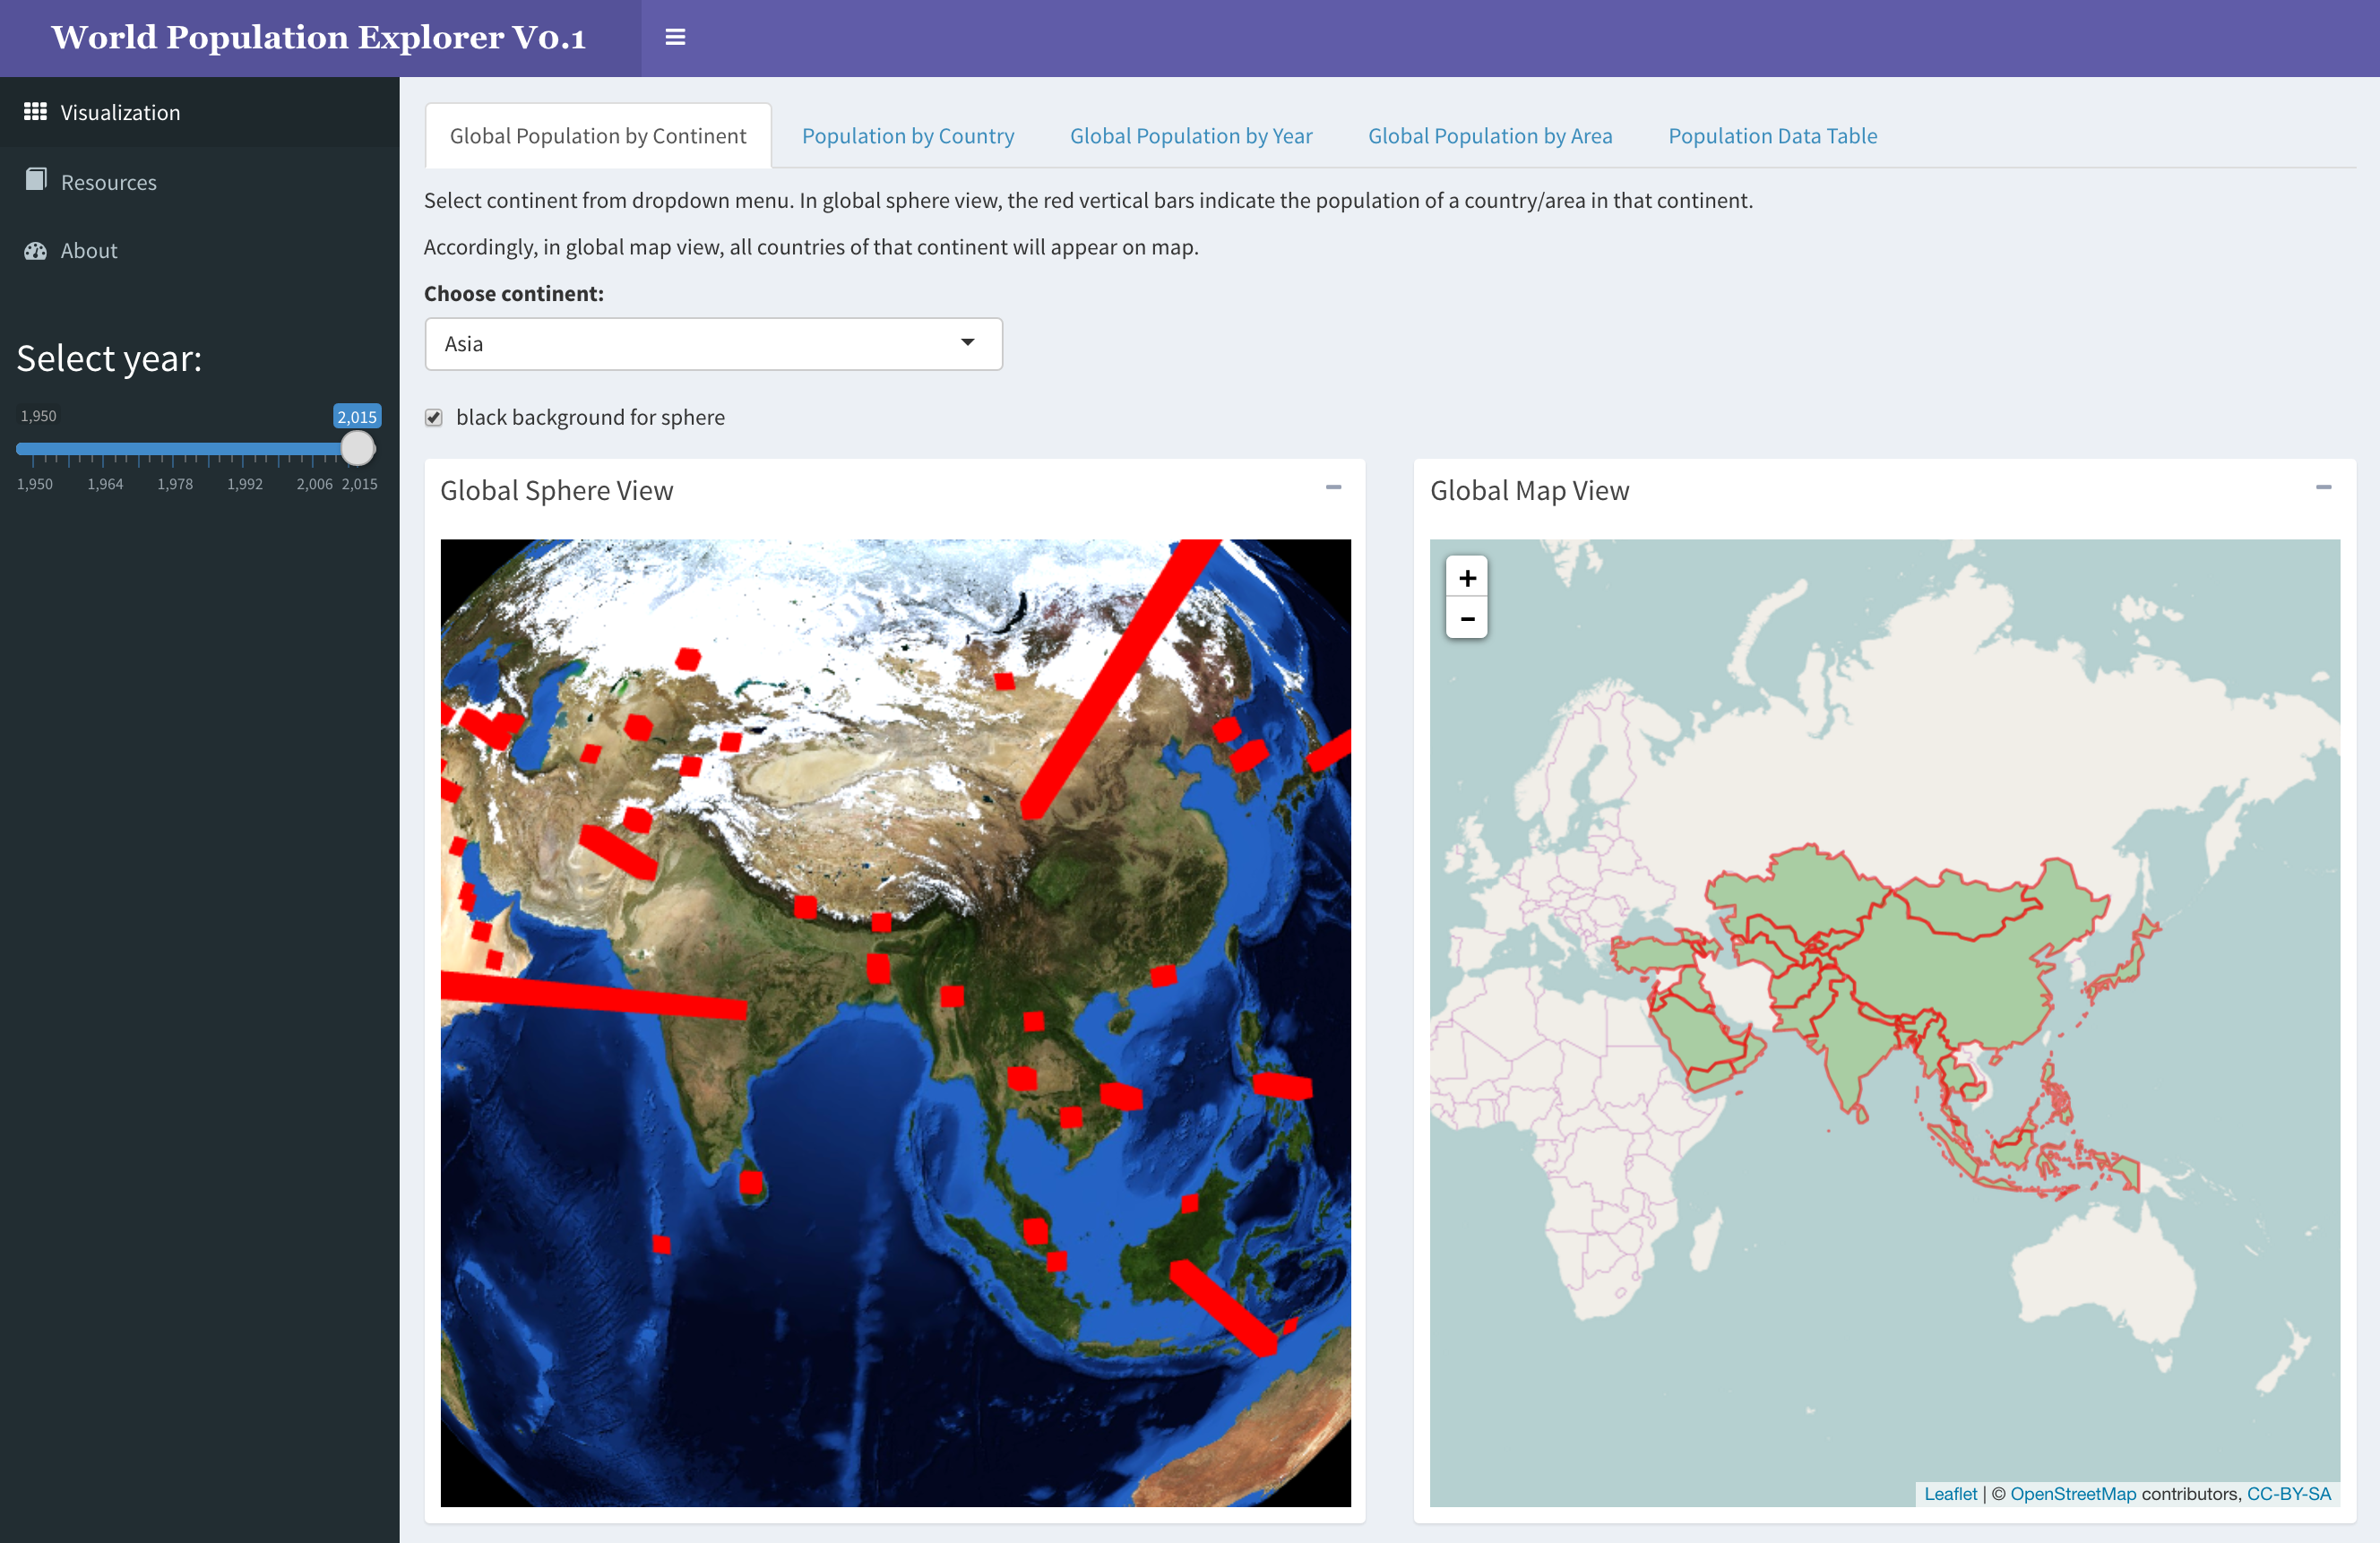 World Population Explorer V0.1
Visualization
Resources
About
Select year:
1,950
2,015
1,950 1,964 1,978 1,992 2,006 2,015
Global Population by Continent Population by Country Global Population by Year Global Population by Area Population Data Table
Select continent from dropdown menu. In global sphere view, the red vertical bars indicate the population of a country/area in that continent.
Accordingly, in global map view, all countries of that continent will appear on map.
Choose continent:
Asia
black background for sphere
Global Sphere View
Global Map View
+
−
Leaflet | © OpenStreetMap contributors, CC-BY-SA